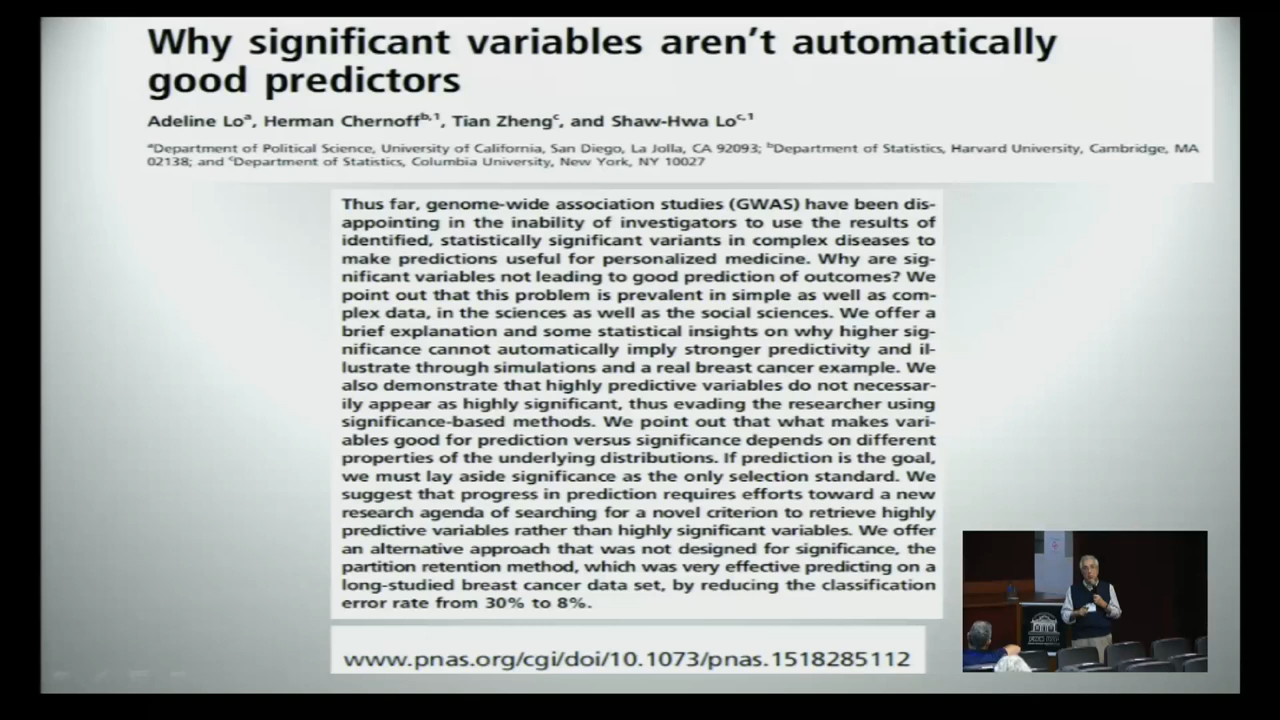 Why significant variables aren't automatically
good predictors
Adeline Loᵃ, Herman Chernoffᵇ,¹, Tian Zhengᶜ, and Shaw-Hwa Loᶜ,¹
ᵃDepartment of Political Science, University of California, San Diego, La Jolla, CA 92093; ᵇDepartment of Statistics, Harvard University, Cambridge, MA
02138; and ᶜDepartment of Statistics, Columbia University, New York, NY 10027
Thus far, genome-wide association studies (GWAS) have been dis-
appointing in the inability of investigators to use the results of
identified, statistically significant variants in complex diseases to
make predictions useful for personalized medicine. Why are sig-
nificant variables not leading to good prediction of outcomes? We
point out that this problem is prevalent in simple as well as com-
plex data, in the sciences as well as the social sciences. We offer a
brief explanation and some statistical insights on why higher sig-
nificance cannot automatically imply stronger predictivity and il-
lustrate through simulations and a real breast cancer example. We
also demonstrate that highly predictive variables do not necessar-
ily appear as highly significant, thus evading the researcher using
significance-based methods. We point out that what makes vari-
ables good for prediction versus significance depends on different
properties of the underlying distributions. If prediction is the goal,
we must lay aside significance as the only selection standard. We
suggest that progress in prediction requires efforts toward a new
research agenda of searching for a novel criterion to retrieve highly
predictive variables rather than highly significant variables. We offer
an alternative approach that was not designed for significance, the
partition retention method, which was very effective predicting on a
long-studied breast cancer data set, by reducing the classification
error rate from 30% to 8%.
www.pnas.org/cgi/doi/10.1073/pnas.1518285112